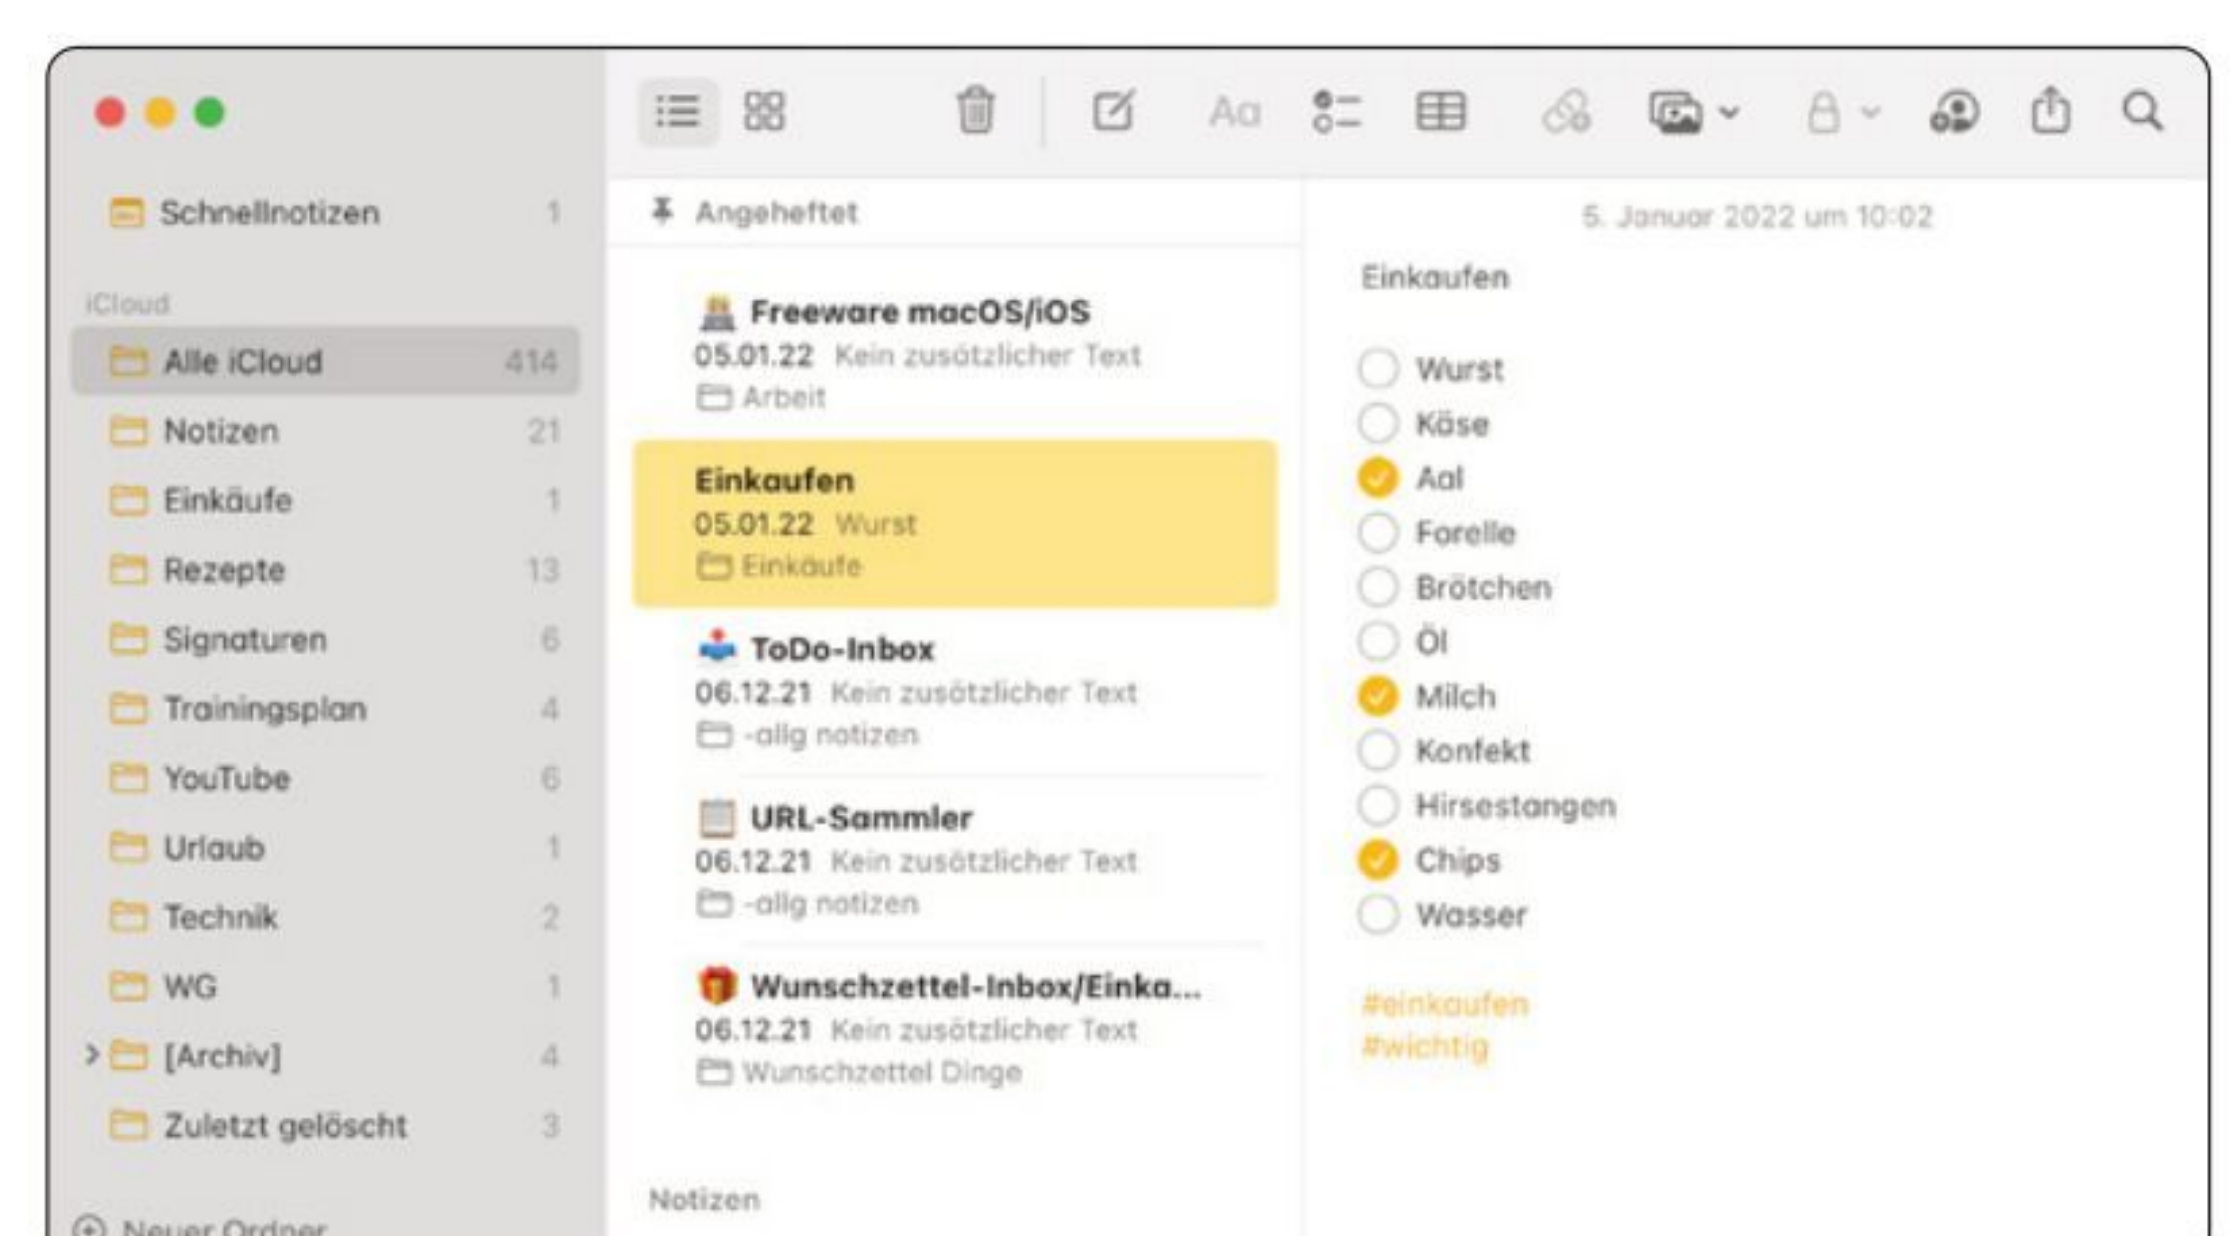 Aa
Schnellnotizen 1
iCloud
Alle iCloud 414
Notizen 21
Einkäufe 1
Rezepte 13
Signaturen 6
Trainingsplan 4
YouTube 6
Urlaub 1
Technik 2
WG 1
[Archiv] 4
Zuletzt gelöscht 3
Neuer Ordner
Angeheftet
Freeware macOS/iOS
05.01.22 Kein zusätzlicher Text
Arbeit
Einkaufen
05.01.22 Wurst
Einkäufe
ToDo-Inbox
06.12.21 Kein zusätzlicher Text
-allg notizen
URL-Sammler
06.12.21 Kein zusätzlicher Text
-allg notizen
Wunschzettel-Inbox/Einka...
06.12.21 Kein zusätzlicher Text
Wunschzettel Dinge
Notizen
5. Januar 2022 um 10:02
Einkaufen
Wurst
Käse
Aal
Forelle
Brötchen
Öl
Milch
Konfekt
Hirsestangen
Chips
Wasser
#einkaufen
#wichtig